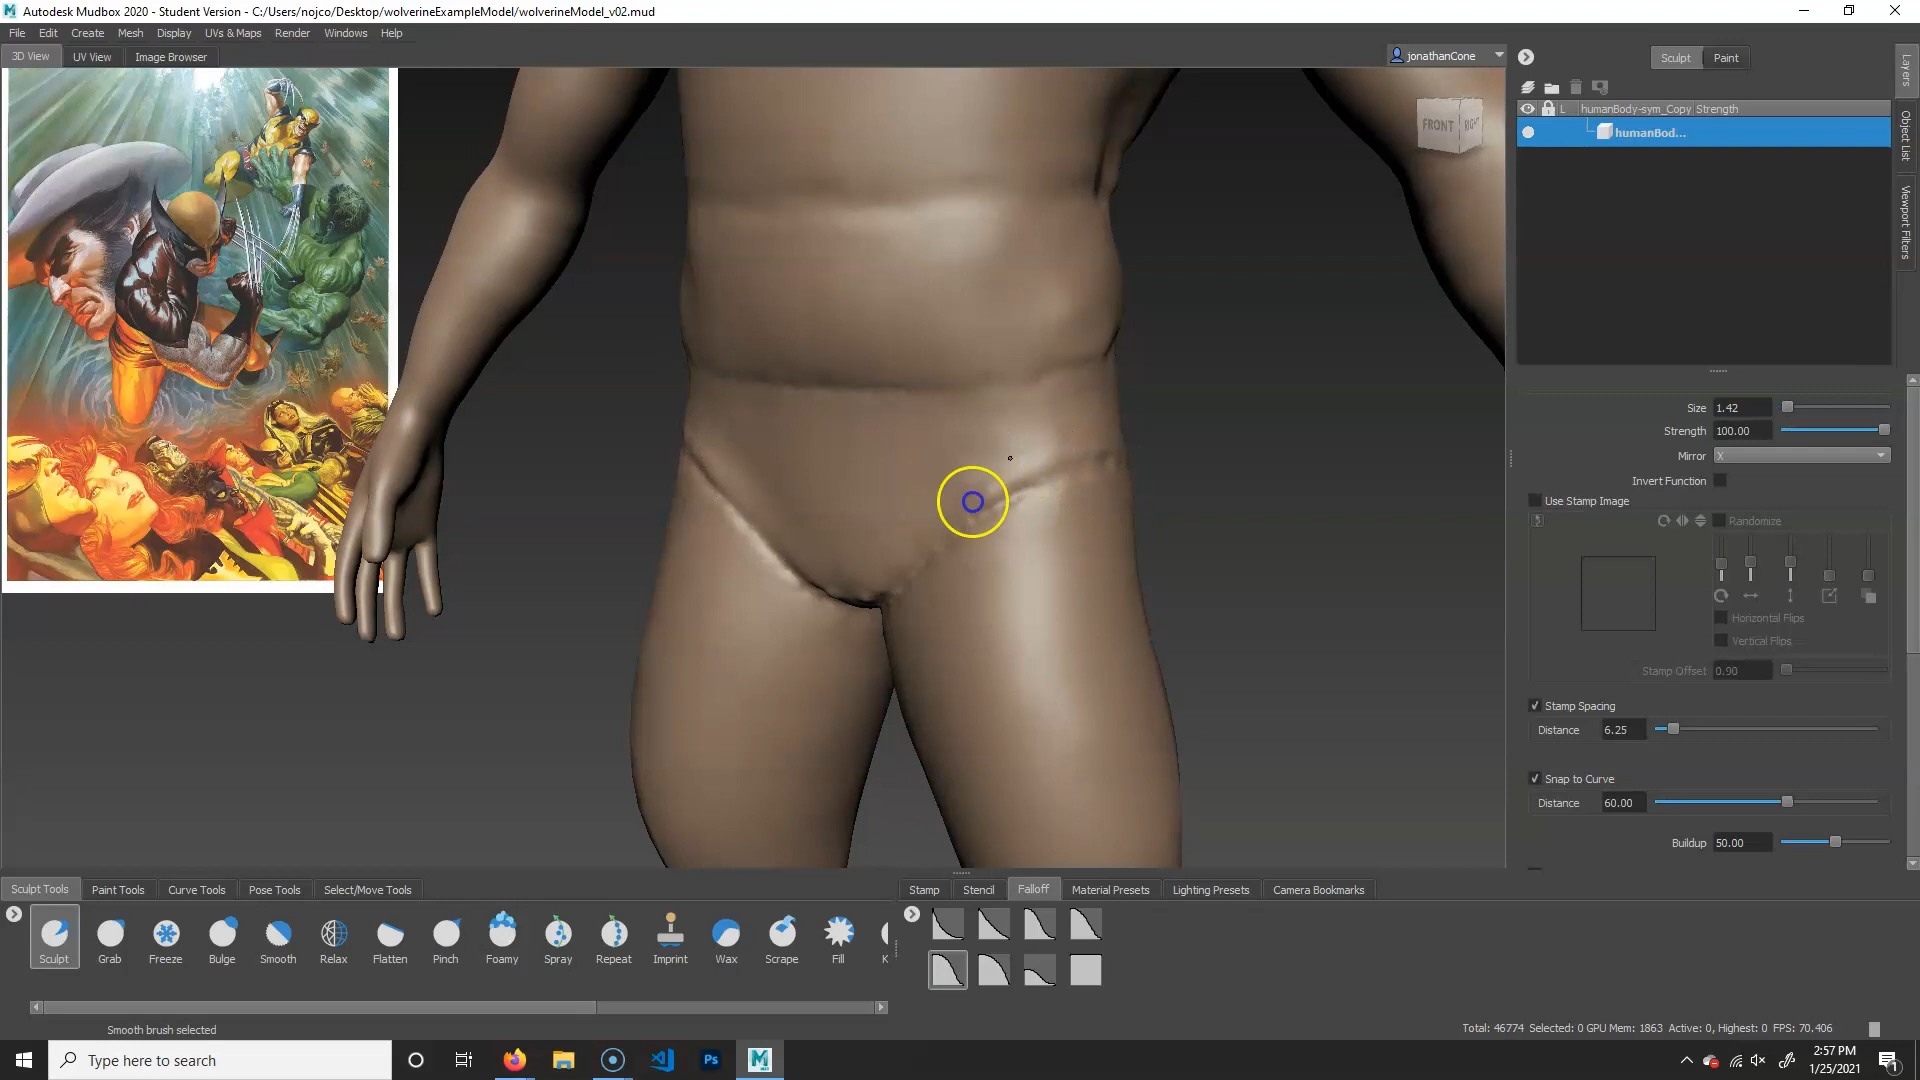 Autodesk Mudbox 2020 - Student Version - C:/Users/nojco/Desktop/wolverineExampleModel/wolverineModel_v02.mud
File Edit Create Mesh Display UVs & Maps Render Windows Help
3D View UV View Image Browser
jonathanCone
Sculpt Paint
L humanBody-sym_Copy Strength
humanBod...
FRONT RIGHT
Layers
Object List
Viewport Filters
Size 1.42
Strength 100.00
Mirror X
Invert Function
Use Stamp Image
Randomize
Horizontal Flips
Vertical Flips
Stamp Offset 0.90
Stamp Spacing
Distance 6.25
Snap to Curve
Distance 60.00
Buildup 50.00
Sculpt Tools Paint Tools Curve Tools Pose Tools Select/Move Tools
Stamp Stencil Falloff Material Presets Lighting Presets Camera Bookmarks
Sculpt Grab Freeze Bulge Smooth Relax Flatten Pinch Foamy Spray Repeat Imprint Wax Scrape Fill K
Smooth brush selected
Total: 46774 Selected: 0 GPU Mem: 1863 Active: 0, Highest: 0 FPS: 70.406
Type here to search
Ps
M
2:57 PM
1/25/2021
1